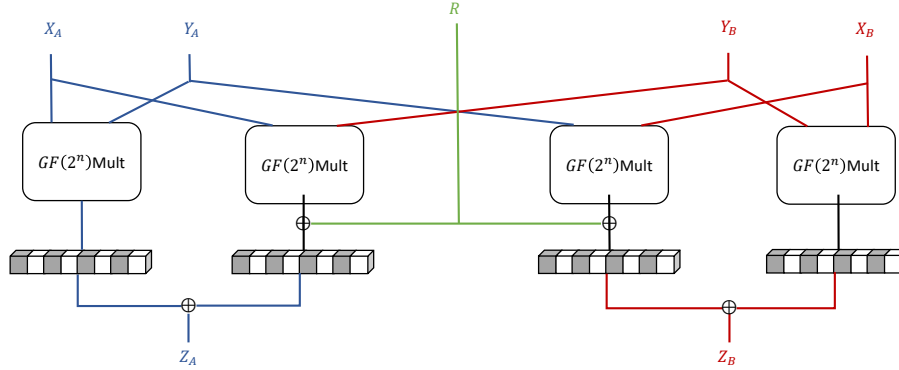 R
X_A Y_A Y_B X_B
GF(2^n)Mult GF(2^n)Mult GF(2^n)Mult GF(2^n)Mult
Z_A Z_B